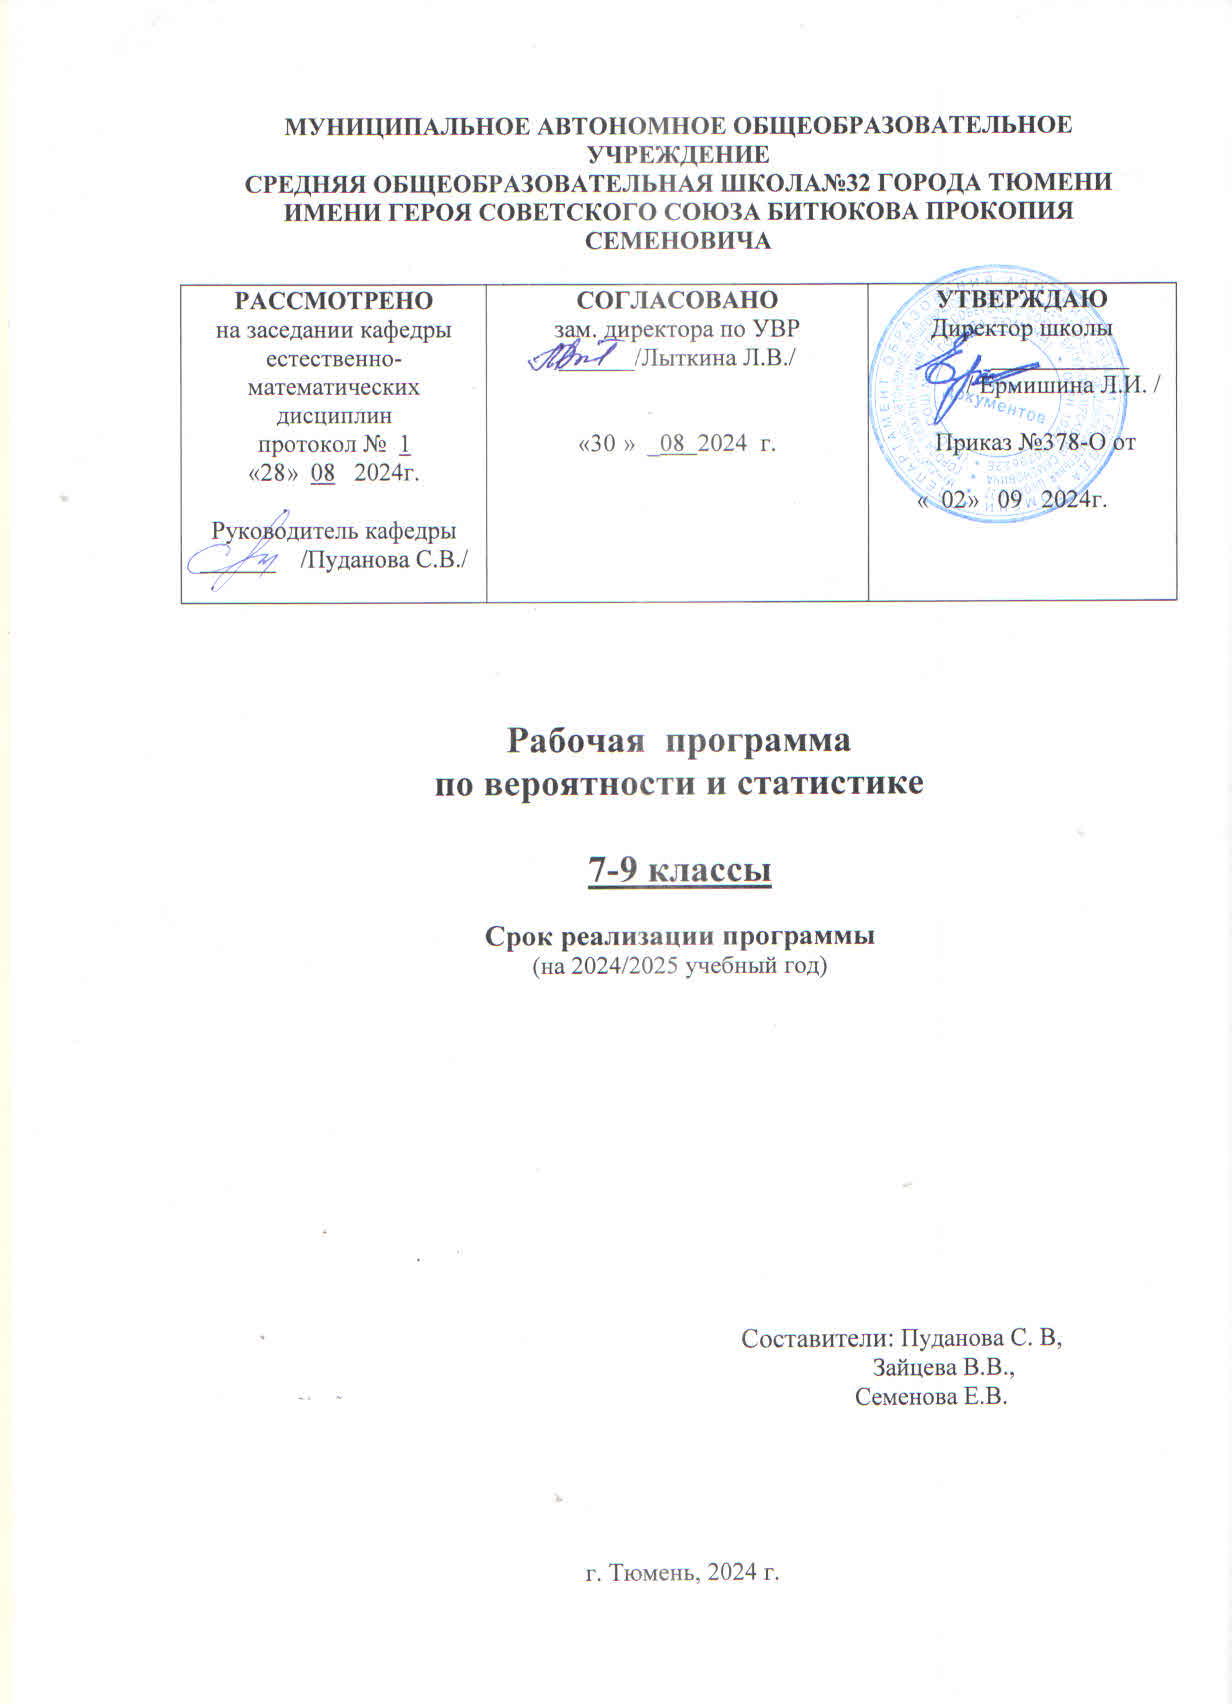 МУНИЦИПАЛЬНОЕ АВТОНОМНОЕ ОБЩЕОБРАЗОВАТЕЛЬНОЕ
УЧРЕЖДЕНИЕ
СРЕДНЯЯ ОБЩЕОБРАЗОВАТЕЛЬНАЯ ШКОЛА№32 ГОРОДА ТЮМЕНИ
ИМЕНИ ГЕРОЯ СОВЕТСКОГО СОЮЗА БИТЮКОВА ПРОКОПИЯ
СЕМЕНОВИЧА
РАССМОТРЕНО
на заседании кафедры
естественно-
математических
дисциплин
протокол № 1
«28» 08 2024г.
Руководитель кафедры
/Пуданова С.В./
СОГЛАСОВАНО
зам. директора по УВР
/Лыткина Л.В./
«30 » _08_2024 г.
УТВЕРЖДАЮ
Директор школы
/ Ермишина Л.И. /
документов
Приказ №378-О от
« 02» 09 2024г.
Рабочая программа
по вероятности и статистике
7-9 классы
Срок реализации программы
(на 2024/2025 учебный год)
Составители: Пуданова С. В,
Зайцева В.В.,
Семенова Е.В.
г. Тюмень, 2024 г.